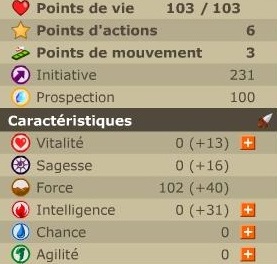 Points de vie 103 / 103
Points d'actions 6
Points de mouvement 3
Initiative 231
Prospection 100
Caractéristiques
Vitalité 0 (+13)
Sagesse 0 (+16)
Force 102 (+40)
Intelligence 0 (+31)
Chance 0
Agilité 0